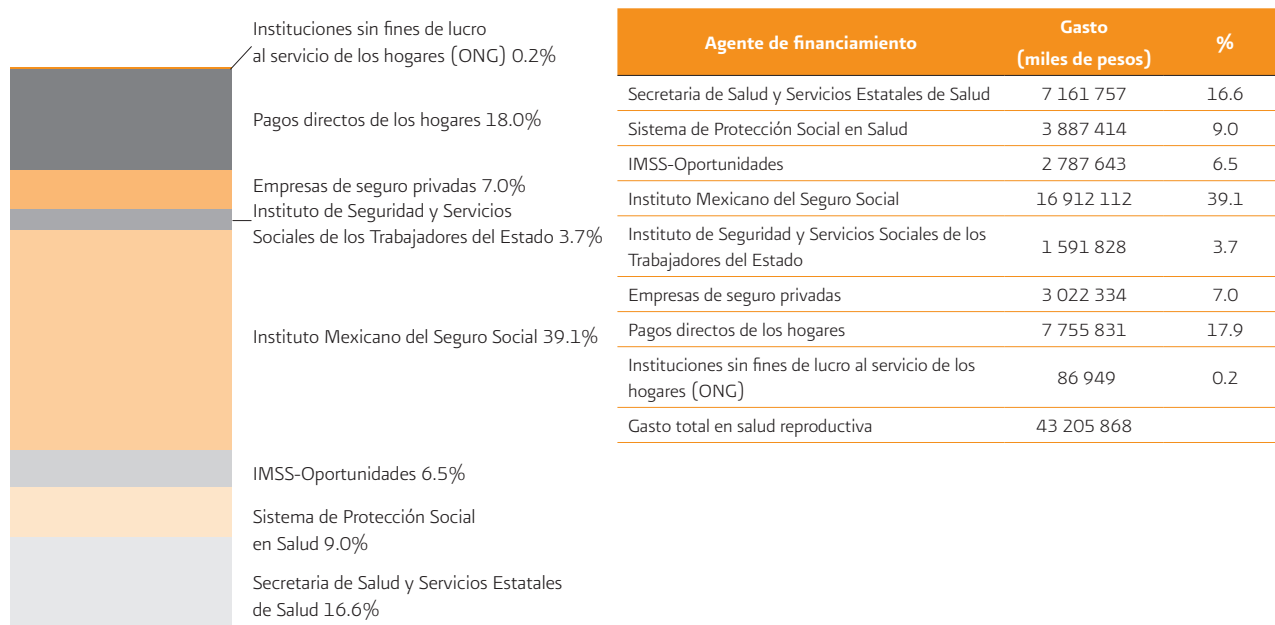 Instituciones sin fines de lucro
al servicio de los hogares (ONG) 0.2%
Pagos directos de los hogares 18.0%
Empresas de seguro privadas 7.0%
Instituto de Seguridad y Servicios
Sociales de los Trabajadores del Estado 3.7%
Instituto Mexicano del Seguro Social 39.1%
IMSS-Oportunidades 6.5%
Sistema de Protección Social
en Salud 9.0%
Secretaria de Salud y Servicios Estatales
de Salud 16.6%
Agente de financiamiento
Gasto
(miles de pesos)
%
Secretaria de Salud y Servicios Estatales de Salud 7 161 757 16.6
Sistema de Protección Social en Salud 3 887 414 9.0
IMSS-Oportunidades 2 787 643 6.5
Instituto Mexicano del Seguro Social 16 912 112 39.1
Instituto de Seguridad y Servicios Sociales de los
Trabajadores del Estado 1 591 828 3.7
Empresas de seguro privadas 3 022 334 7.0
Pagos directos de los hogares 7 755 831 17.9
Instituciones sin fines de lucro al servicio de los
hogares (ONG) 86 949 0.2
Gasto total en salud reproductiva 43 205 868